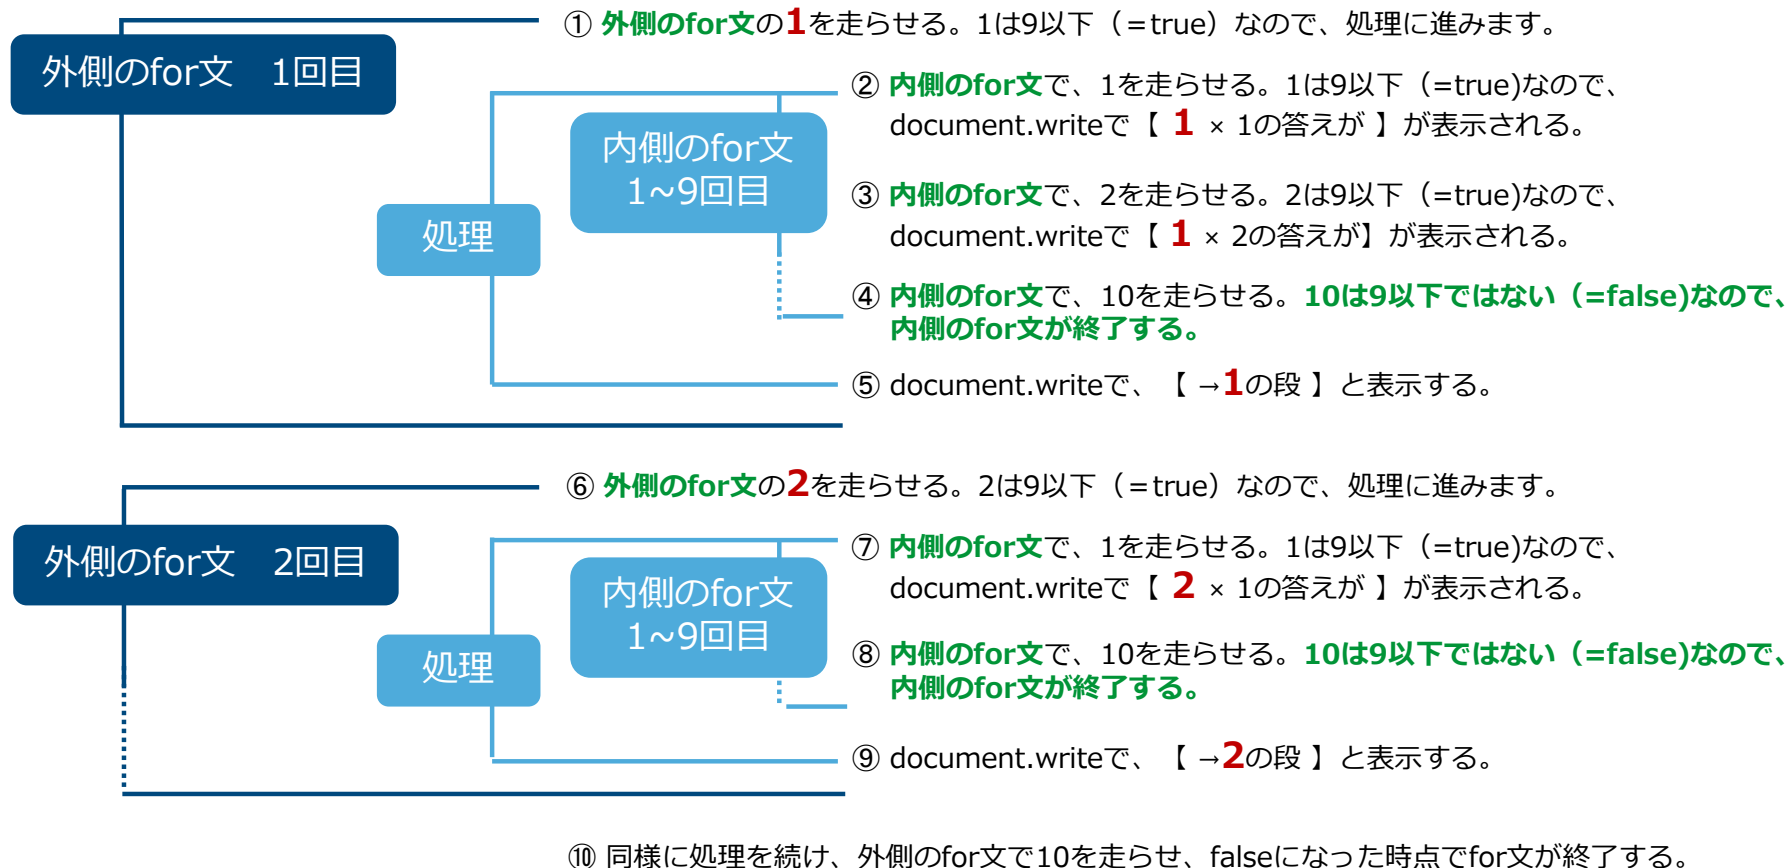 ① 外側のfor文の1を走らせる。1は9以下（=true）なので、処理に進みます。
外側のfor文　1回目
② 内側のfor文で、1を走らせる。1は9以下（=true)なので、
document.writeで【 1 × 1の答えが 】が表示される。
内側のfor文
1~9回目
③ 内側のfor文で、2を走らせる。2は9以下（=true)なので、
document.writeで【 1 × 2の答えが】が表示される。
処理
④ 内側のfor文で、10を走らせる。10は9以下ではない（=false)なので、
内側のfor文が終了する。
⑤ document.writeで、【 →1の段 】と表示する。
⑥ 外側のfor文の2を走らせる。2は9以下（=true）なので、処理に進みます。
外側のfor文　2回目
⑦ 内側のfor文で、1を走らせる。1は9以下（=true)なので、
document.writeで【 2 × 1の答えが 】が表示される。
内側のfor文
1~9回目
処理
⑧ 内側のfor文で、10を走らせる。10は9以下ではない（=false)なので、
内側のfor文が終了する。
⑨ document.writeで、【 →2の段 】と表示する。
⑩ 同様に処理を続け、外側のfor文で10を走らせ、falseになった時点でfor文が終了する。